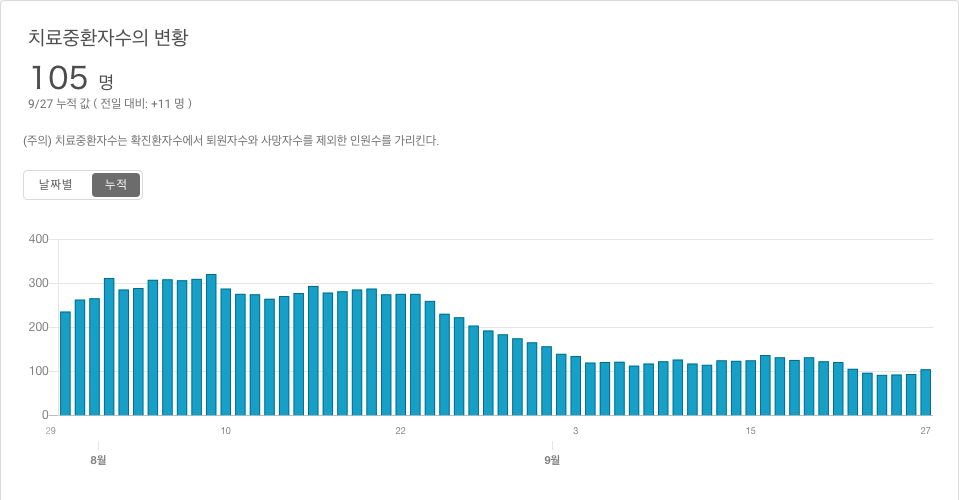 치료중환자수의 변황
105 명
9/27 누적 값 ( 전일 대비: +11 명 )
(주의) 치료중환자수는 확진환자수에서 퇴원자수와 사망자수를 제외한 인원수를 가리킨다.
날짜별 누적
400
300
200
100
0
29 10 22 3 15 27
8월 9월